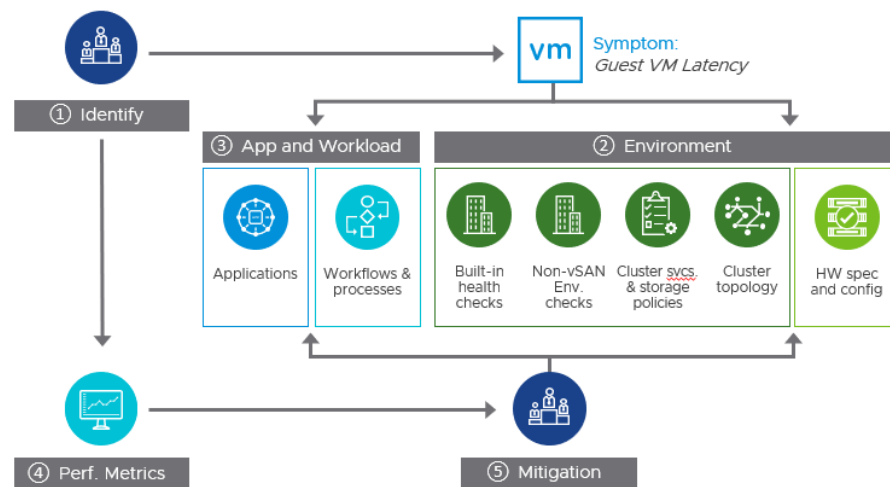 vm
Symptom:
Guest VM Latency
① Identify
③ App and Workload
② Environment
Applications
Workflows &
processes
Built-in
health
checks
Non-vSAN
Env.
checks
Cluster svcs.
& storage
policies
Cluster
topology
HW spec
and config
④ Perf. Metrics
⑤ Mitigation